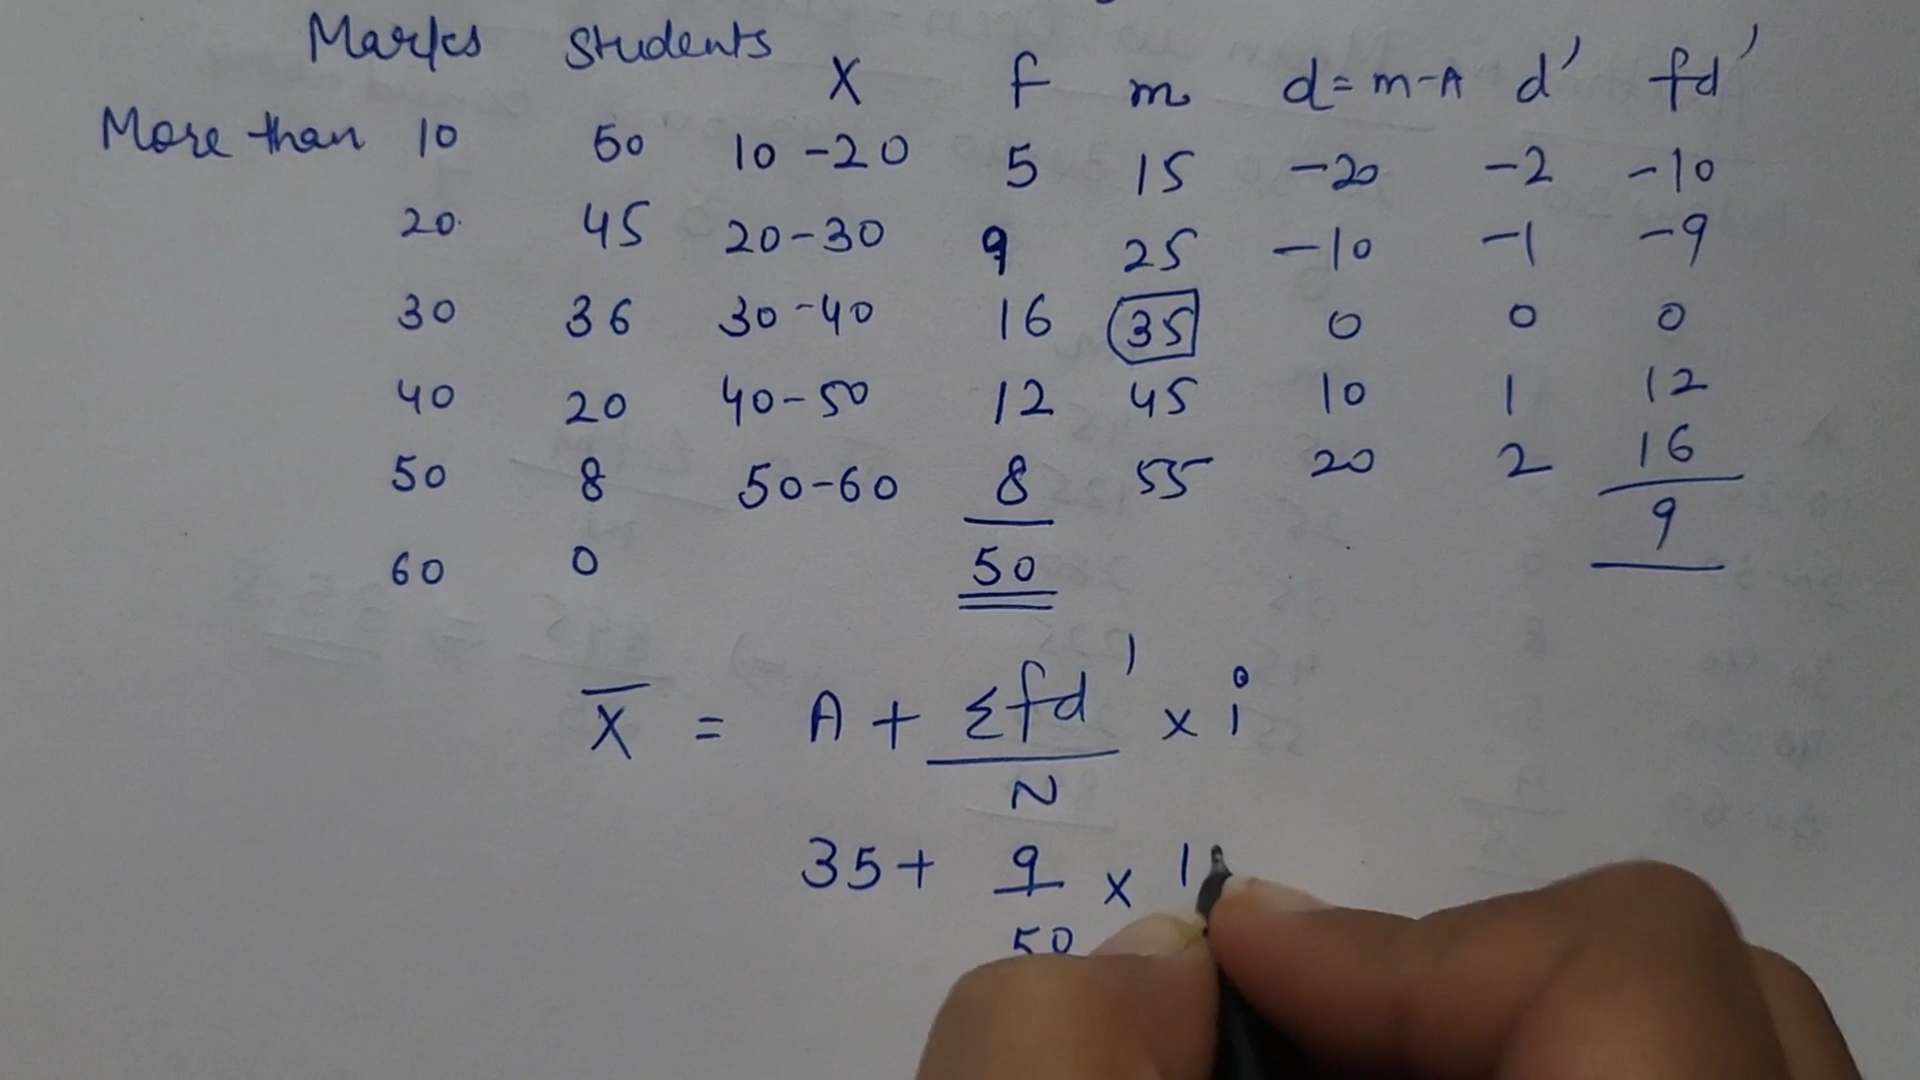 Marks Students X f m d = m-A d' fd'
More than 10 50 10-20 5 15 -20 -2 -10
20 45 20-30 9 25 -10 -1 -9
30 36 30-40 16 35 0 0 0
40 20 40-50 12 45 10 1 12
50 8 50-60 8 55 20 2 16
60 0 50 9
X̅ = A + Σfd' / N × i
35 + 9 / 50 × 1